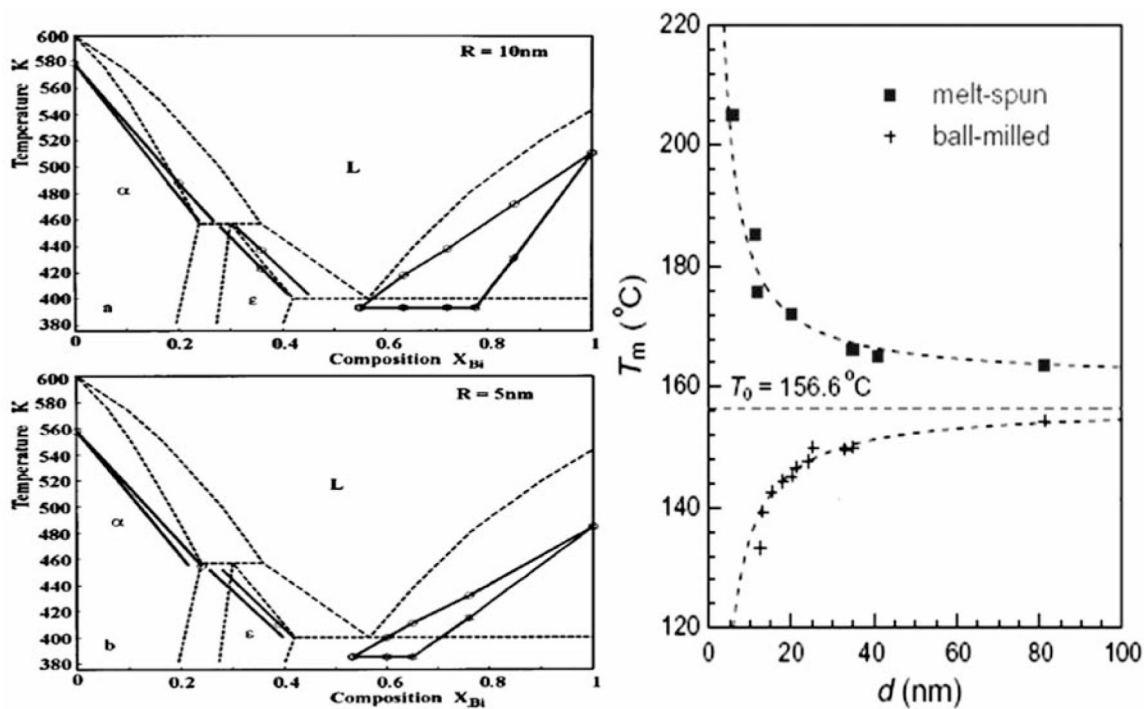 R = 10nm
Temperature K
600
580
560
540
520
500
480
460
440
420
400
380
L
α
ε
a
0
0.2
0.4
0.6
0.8
1
Composition X_Bi
R = 5nm
Temperature K
600
580
560
540
520
500
480
460
440
420
400
380
L
α
ε
b
0
0.2
0.4
0.6
0.8
1
Composition X_Bi
220
200
180
160
140
120
T_m (°C)
melt-spun
ball-milled
T_0 = 156.6 °C
0
20
40
60
80
100
d (nm)